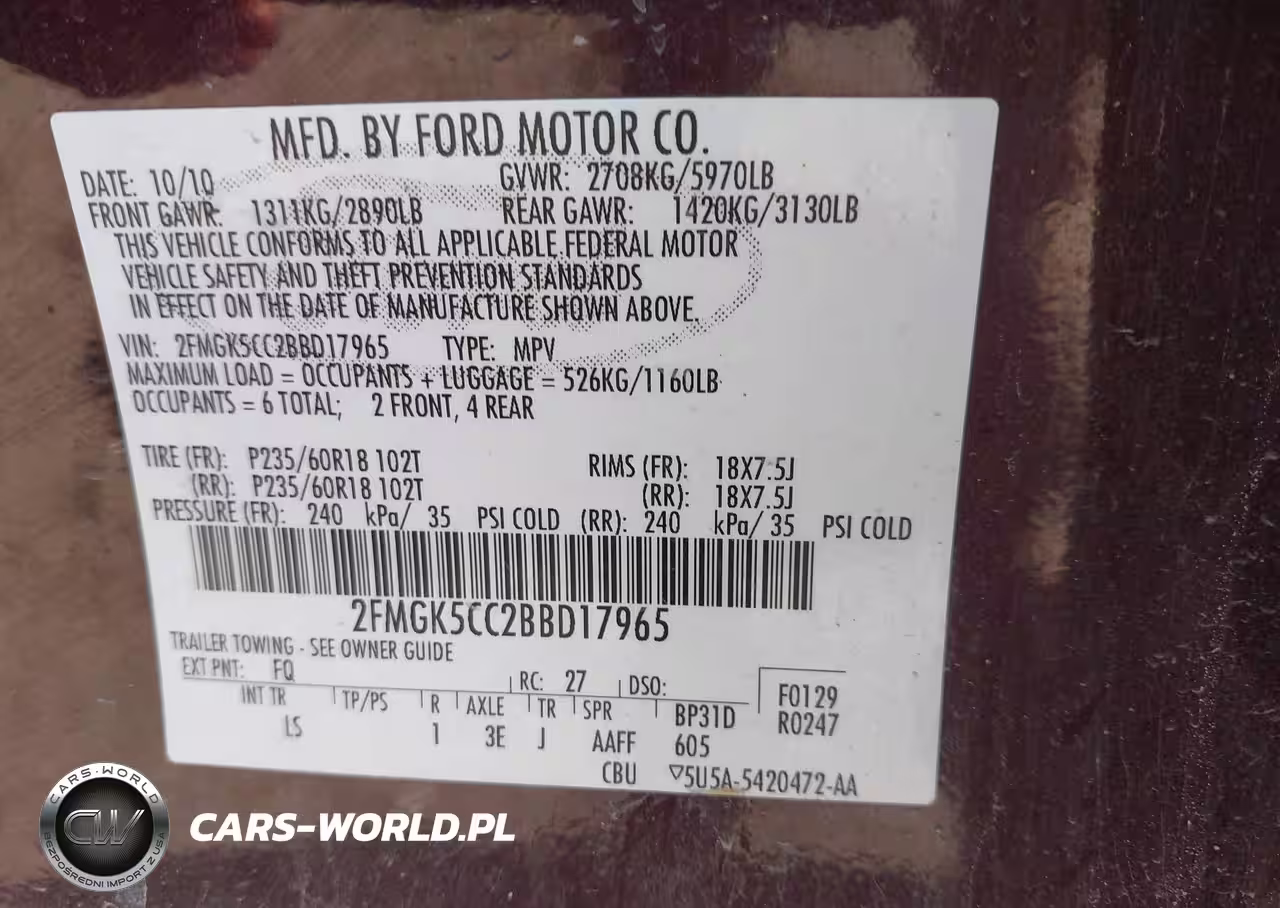 MFD. BY FORD MOTOR CO.
DATE: 10/10 GVWR: 2708KG/5970LB
FRONT GAWR: 1311KG/2890LB REAR GAWR: 1420KG/3130LB
THIS VEHICLE CONFORMS TO ALL APPLICABLE FEDERAL MOTOR
VEHICLE SAFETY AND THEFT PREVENTION STANDARDS
IN EFFECT ON THE DATE OF MANUFACTURE SHOWN ABOVE.
VIN: 2FMGK5CC2BBD17965 TYPE: MPV
MAXIMUM LOAD = OCCUPANTS + LUGGAGE = 526KG/1160LB
OCCUPANTS = 6 TOTAL; 2 FRONT, 4 REAR
TIRE (FR): P235/60R18 102T RIMS (FR): 18X7.5J
(RR): P235/60R18 102T (RR): 18X7.5J
PRESSURE (FR): 240 kPa/ 35 PSI COLD (RR): 240 kPa/ 35 PSI COLD
2FMGK5CC2BBD17965
TRAILER TOWING - SEE OWNER GUIDE
EXT PNT: FQ RC: 27 DSO: F0129
INT TR TP/PS R AXLE TR SPR BP31D R0247
LS 1 3E J AAFF 605
CBU ▽5U5A-5420472-AA
CARS-WORLD
CW
BEZPOŚREDNI IMPORT Z USA
CARS-WORLD.PL